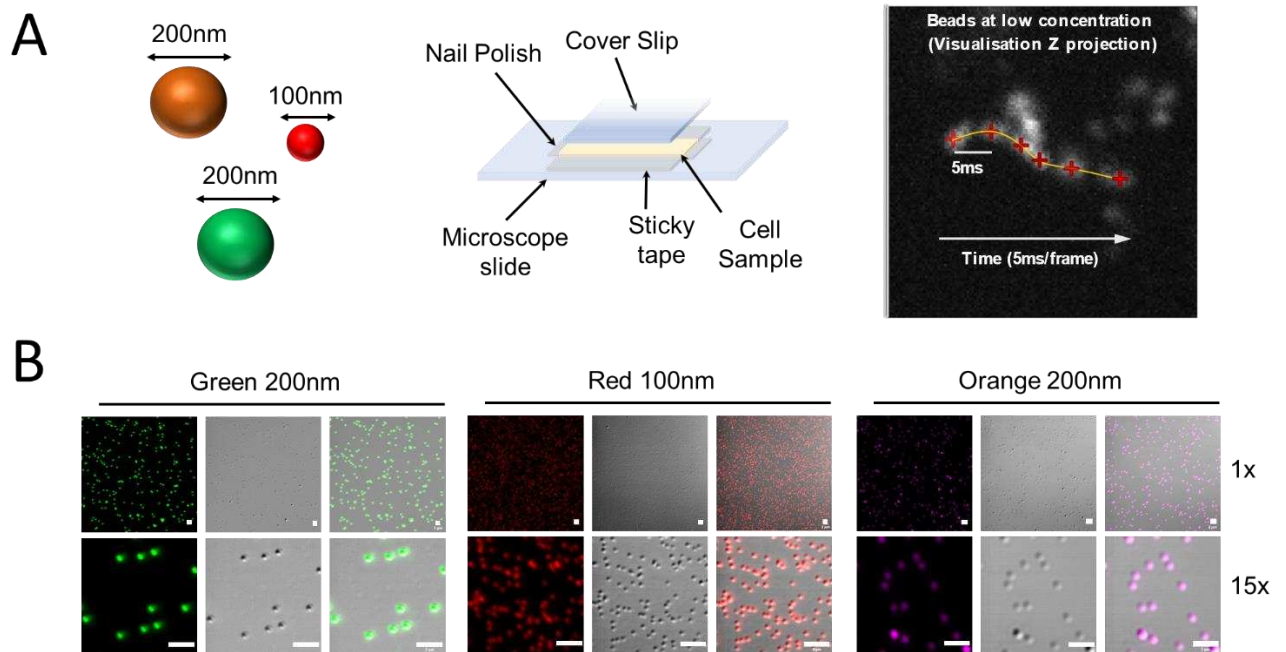 A
200nm
100nm
200nm
Nail Polish
Cover Slip
Microscope
slide
Sticky
tape
Cell
Sample
Beads at low concentration
(Visualisation Z projection)
5ms
Time (5ms/frame)
B
Green 200nm
Red 100nm
Orange 200nm
1x
15x